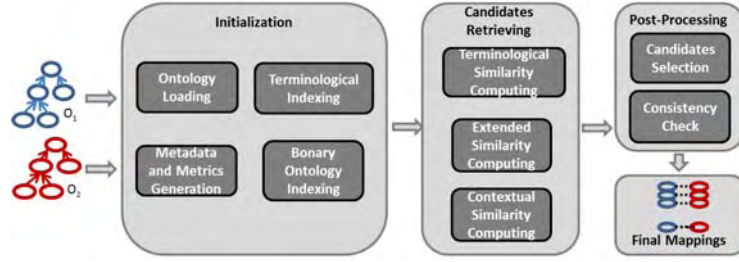 Initialization
Ontology
Loading
Terminological
Indexing
Metadata
and Metrics
Generation
Bonary
Ontology
Indexing
O1
O2
Candidates
Retrieving
Terminological
Similarity
Computing
Extended
Similarity
Computing
Contextual
Similarity
Computing
Post-Processing
Candidates
Selection
Consistency
Check
Final Mappings